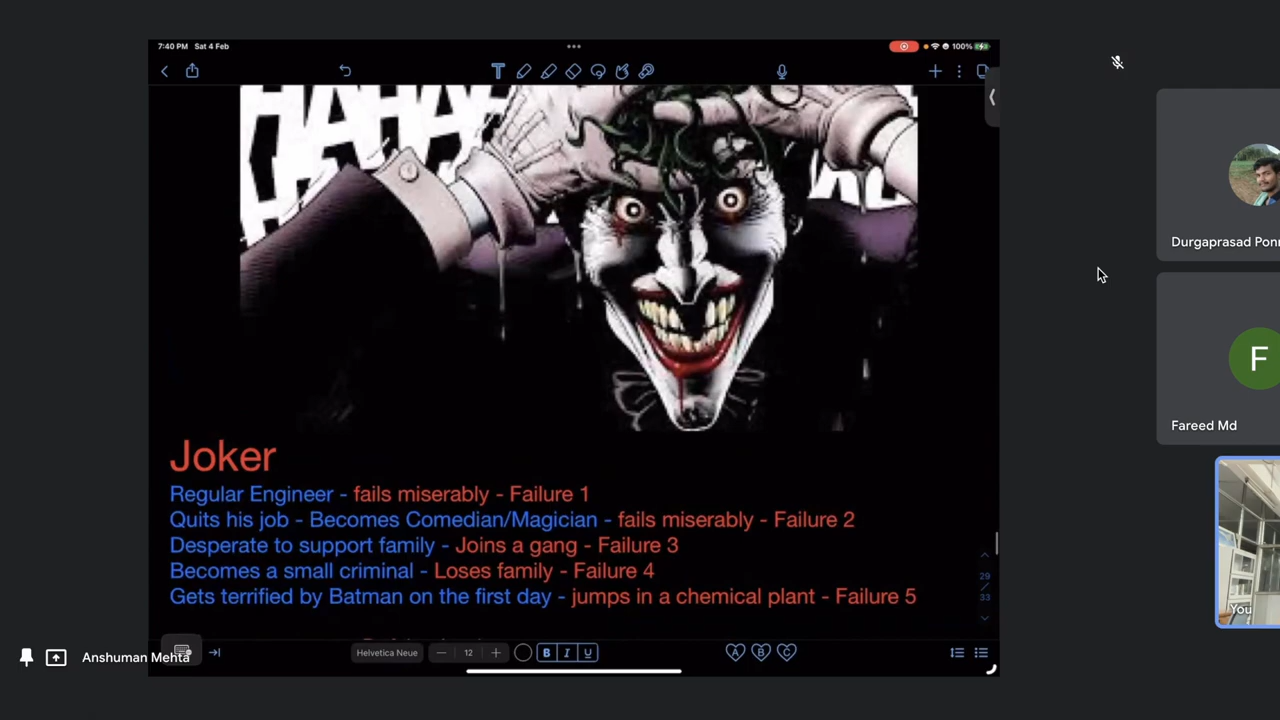 7:40 PM Sat 4 Feb
100%
HAHAHA
Joker
Regular Engineer - fails miserably - Failure 1
Quits his job - Becomes Comedian/Magician - fails miserably - Failure 2
Desperate to support family - Joins a gang - Failure 3
Becomes a small criminal - Loses family - Failure 4
Gets terrified by Batman on the first day - jumps in a chemical plant - Failure 5
29
33
Helvetica Neue
12
B I U
A B C
Anshuman Mehta
Durgaprasad
F
Fareed Md
You